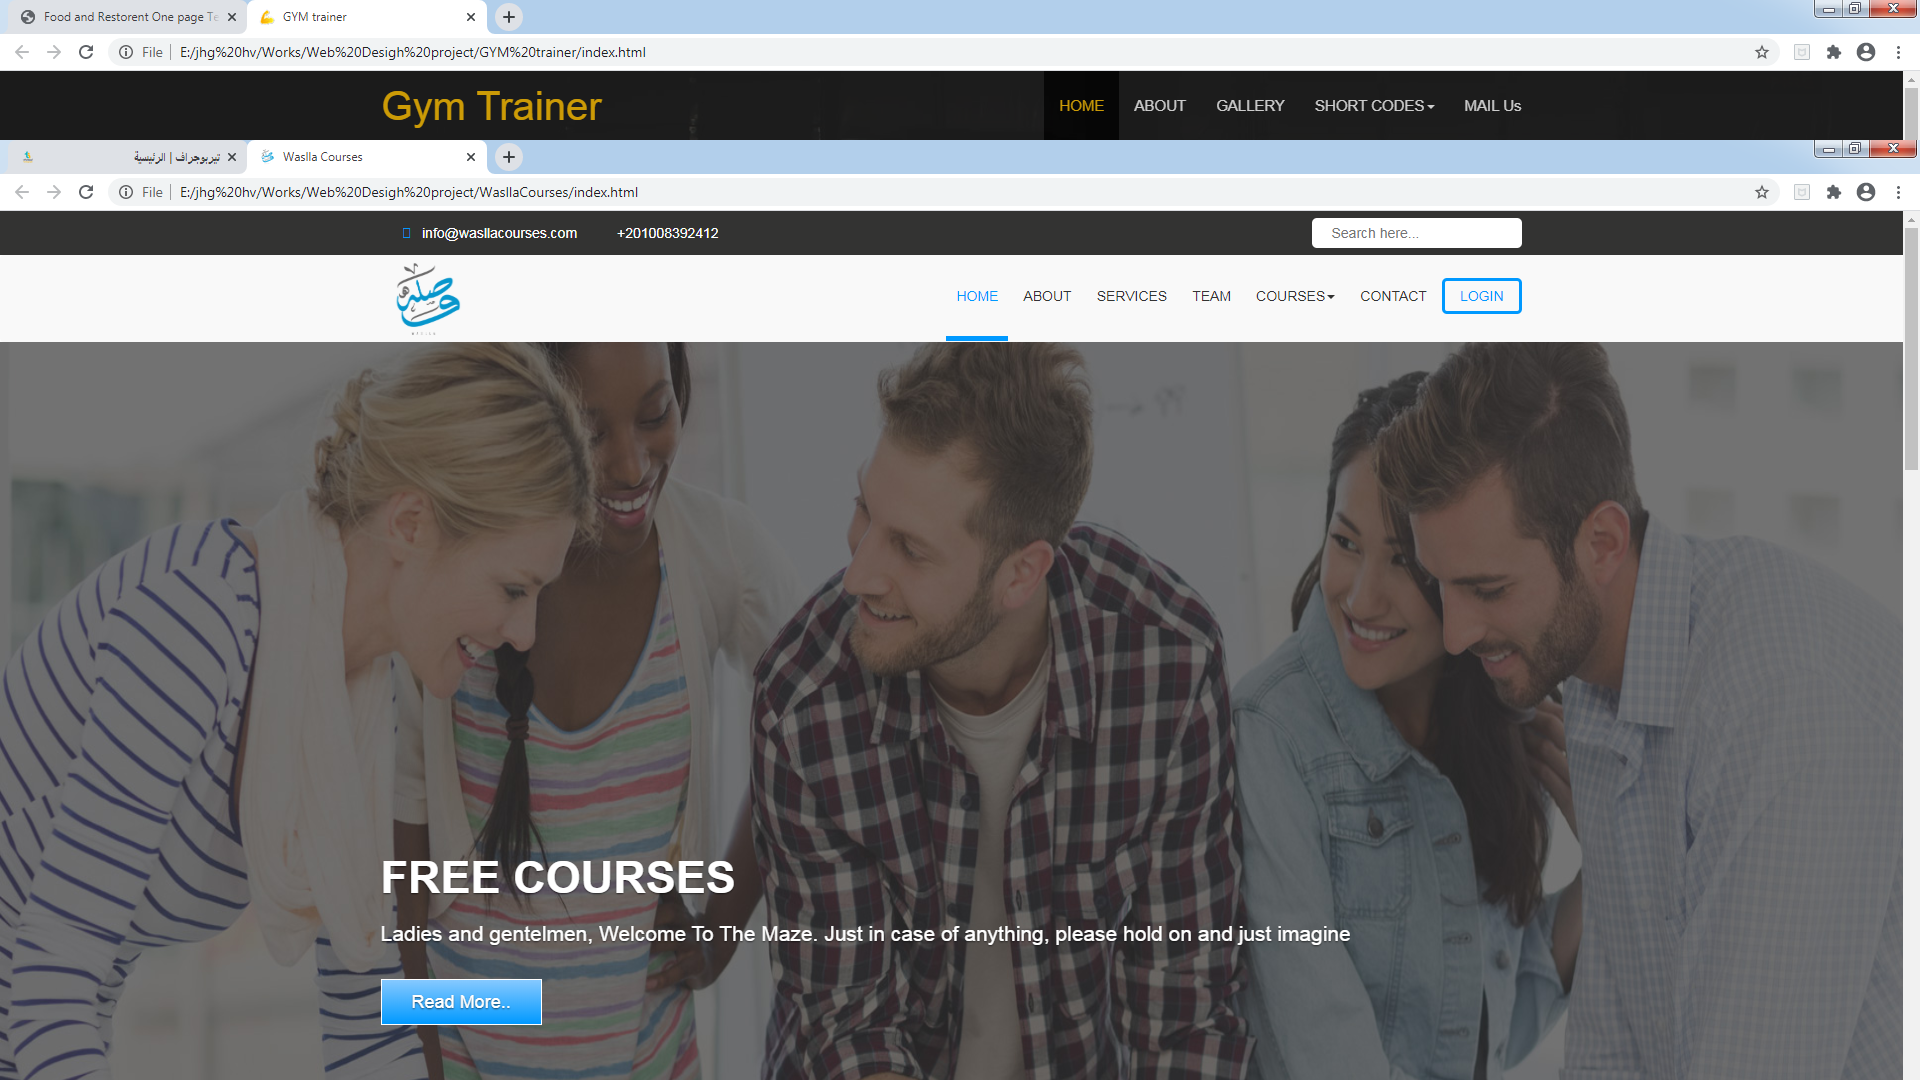 Food and Restorent One page Te
GYM trainer
File E:/jhg%20hv/Works/Web%20Desigh%20project/GYM%20trainer/index.html
Gym Trainer
HOME ABOUT GALLERY SHORT CODES MAIL Us
تيربوجراف | الرئيسية
Waslla Courses
File E:/jhg%20hv/Works/Web%20Desigh%20project/WasllaCourses/index.html
info@wasllacourses.com +201008392412 Search here...
وصلة
HOME ABOUT SERVICES TEAM COURSES CONTACT LOGIN
FREE COURSES
Ladies and gentelmen, Welcome To The Maze. Just in case of anything, please hold on and just imagine
Read More..